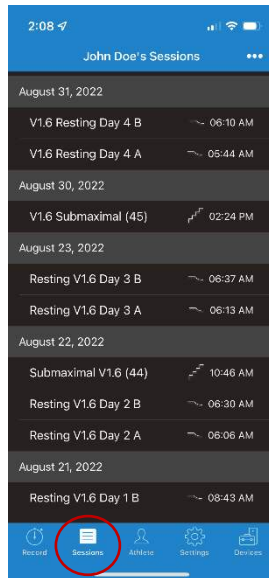 2:08
John Doe's Sessions
August 31, 2022
V1.6 Resting Day 4 B 06:10 AM
V1.6 Resting Day 4 A 05:44 AM
August 30, 2022
V1.6 Submaximal (45) 02:24 PM
August 23, 2022
Resting V1.6 Day 3 B 06:37 AM
Resting V1.6 Day 3 A 06:13 AM
August 22, 2022
Submaximal V1.6 (44) 10:46 AM
Resting V1.6 Day 2 B 06:30 AM
Resting V1.6 Day 2 A 06:06 AM
August 21, 2022
Resting V1.6 Day 1 B 08:43 AM
Record Sessions Athlete Settings Devices